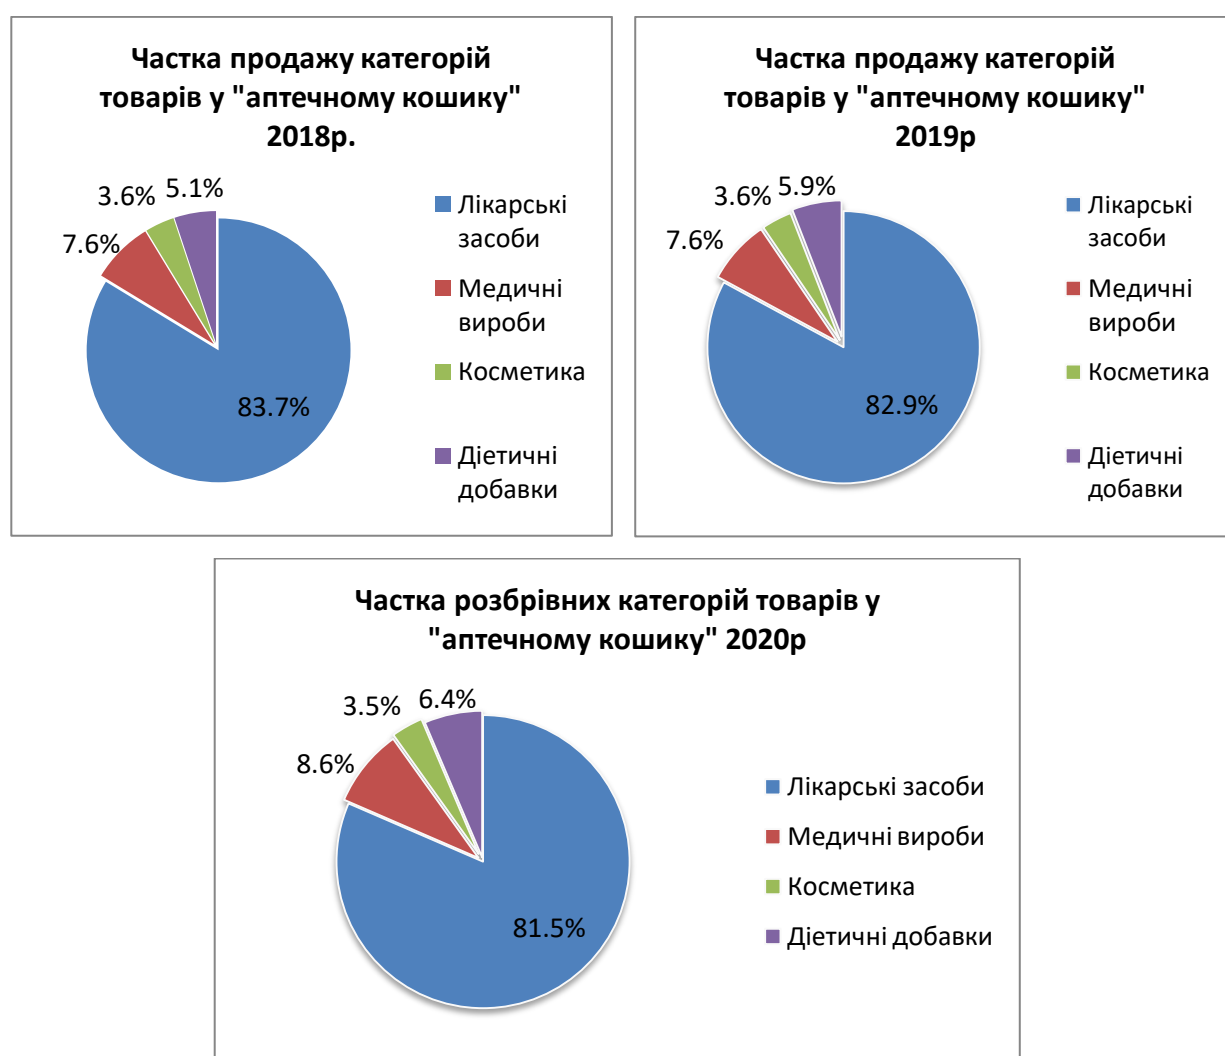 Частка продажу категорій
товарів у "аптечному кошику"
2018р.
3.6% 5.1%
7.6%
83.7%
Лікарські
засоби
Медичні
вироби
Косметика
Діетичні
добавки
Частка продажу категорій
товарів у "аптечному кошику"
2019р
3.6% 5.9%
7.6%
82.9%
Лікарські
засоби
Медичні
вироби
Косметика
Діетичні
добавки
Частка розбрівних категорій товарів у
"аптечному кошику" 2020р
3.5% 6.4%
8.6%
81.5%
Лікарські засоби
Медичні вироби
Косметика
Діетичні добавки